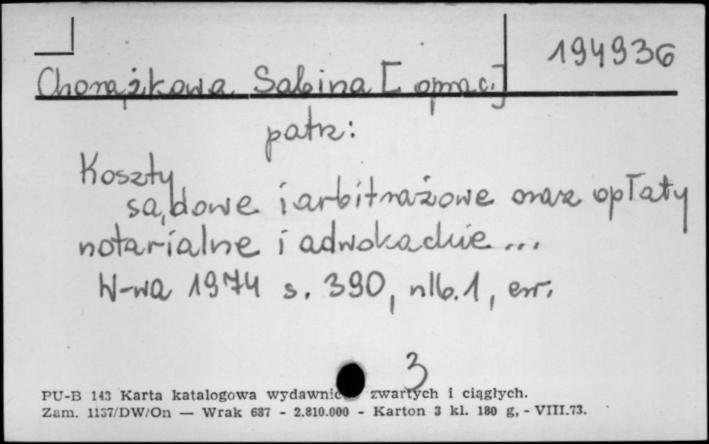 194936
Chorążkowa Sabina [oprac.]
patrz:
Koszty
sądowe i arbitrażowe oraz opłaty
notarialne i adwokackie...
W-wa 1974 s. 390, nlb. 1, err.
3
PU-B 143 Karta katalogowa wydawnic zwartych i ciągłych.
Zam. 1137/DW/On — Wrak 687 - 2.810.000 - Karton 3 kl. 180 g, - VIII.73.